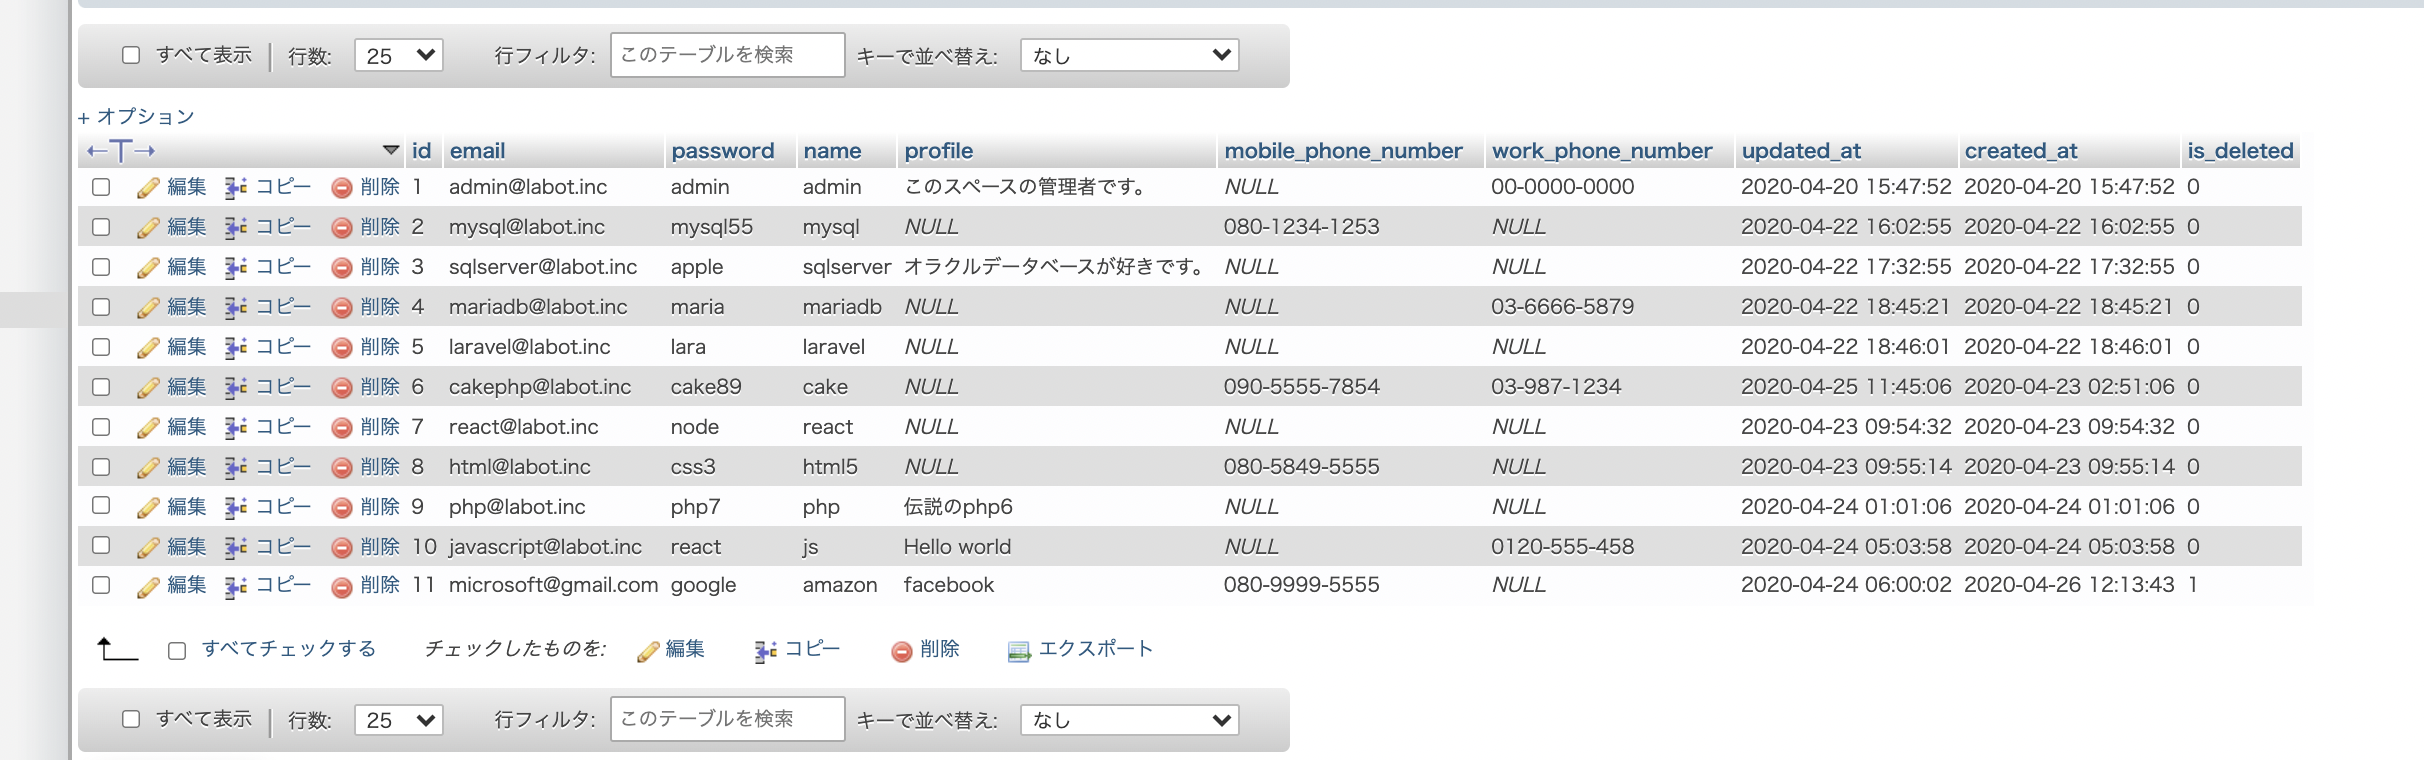 すべて表示 行数: 25 行フィルタ: このテーブルを検索 キーで並べ替え: なし
+ オプション
←T→ id email password name profile mobile_phone_number work_phone_number updated_at created_at is_deleted
編集 コピー 削除 1 admin@labot.inc admin admin このスペースの管理者です。 NULL 00-0000-0000 2020-04-20 15:47:52 2020-04-20 15:47:52 0
編集 コピー 削除 2 mysql@labot.inc mysql55 mysql NULL 080-1234-1253 NULL 2020-04-22 16:02:55 2020-04-22 16:02:55 0
編集 コピー 削除 3 sqlserver@labot.inc apple sqlserver オラクルデータベースが好きです。 NULL NULL 2020-04-22 17:32:55 2020-04-22 17:32:55 0
編集 コピー 削除 4 mariadb@labot.inc maria mariadb NULL NULL 03-6666-5879 2020-04-22 18:45:21 2020-04-22 18:45:21 0
編集 コピー 削除 5 laravel@labot.inc lara laravel NULL NULL NULL 2020-04-22 18:46:01 2020-04-22 18:46:01 0
編集 コピー 削除 6 cakephp@labot.inc cake89 cake NULL 090-5555-7854 03-987-1234 2020-04-25 11:45:06 2020-04-23 02:51:06 0
編集 コピー 削除 7 react@labot.inc node react NULL NULL NULL 2020-04-23 09:54:32 2020-04-23 09:54:32 0
編集 コピー 削除 8 html@labot.inc css3 html5 NULL 080-5849-5555 NULL 2020-04-23 09:55:14 2020-04-23 09:55:14 0
編集 コピー 削除 9 php@labot.inc php7 php 伝説のphp6 NULL NULL 2020-04-24 01:01:06 2020-04-24 01:01:06 0
編集 コピー 削除 10 javascript@labot.inc react js Hello world NULL 0120-555-458 2020-04-24 05:03:58 2020-04-24 05:03:58 0
編集 コピー 削除 11 microsoft@gmail.com google amazon facebook 080-9999-5555 NULL 2020-04-24 06:00:02 2020-04-26 12:13:43 1
すべてチェックする チェックしたものを: 編集 コピー 削除 エクスポート
すべて表示 行数: 25 行フィルタ: このテーブルを検索 キーで並べ替え: なし